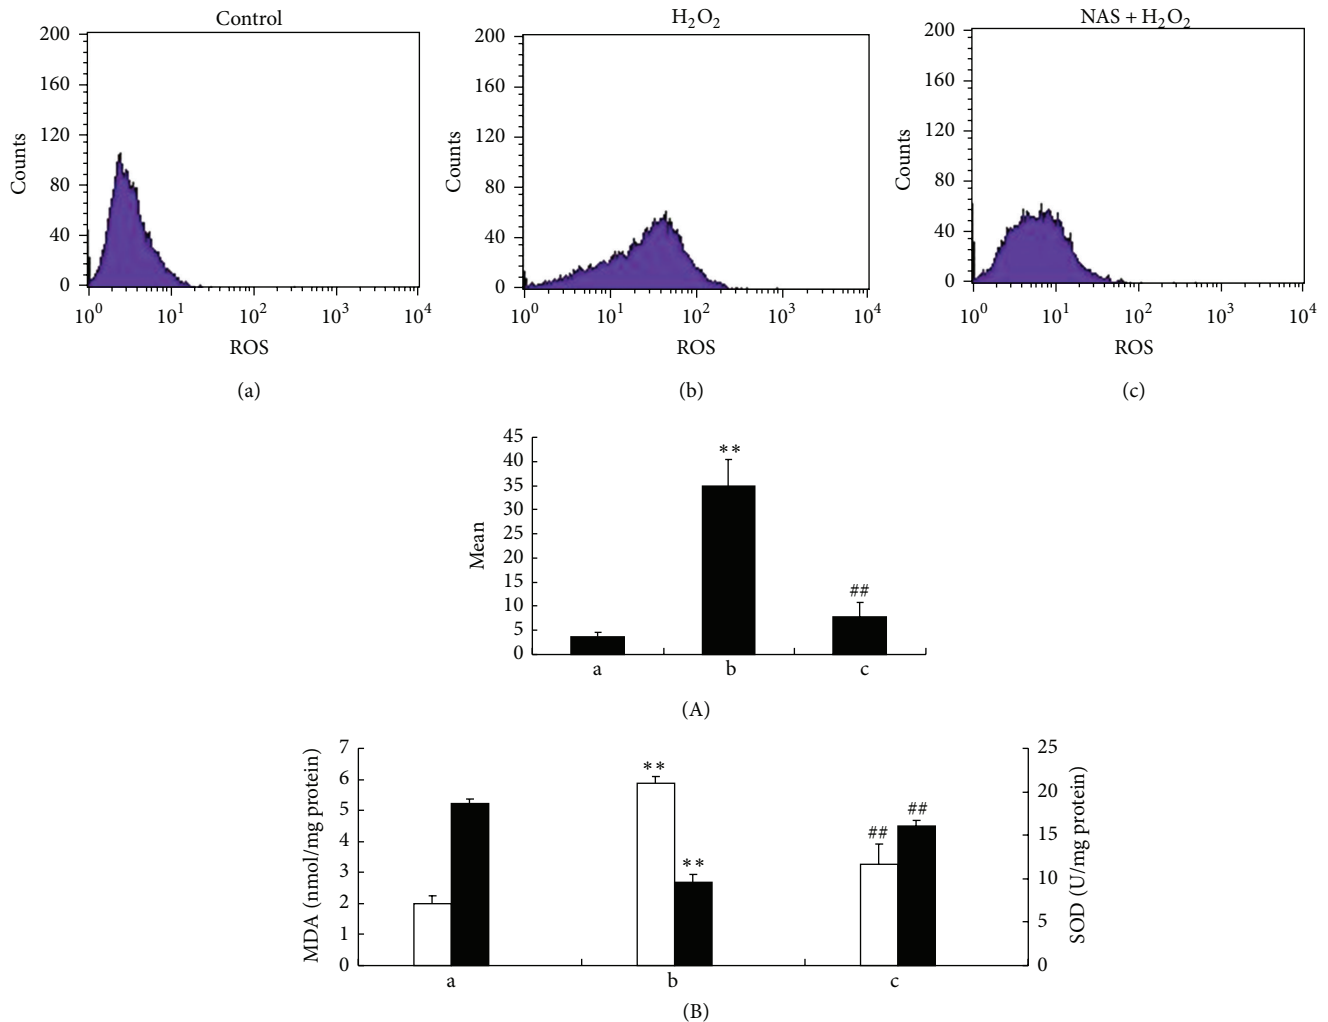 Control
H2O2
NAS + H2O2
Counts
200
160
120
80
40
0
10^0 10^1 10^2 10^3 10^4
ROS
(a)
Counts
200
160
120
80
40
0
10^0 10^1 10^2 10^3 10^4
ROS
(b)
Counts
200
160
120
80
40
0
10^0 10^1 10^2 10^3 10^4
ROS
(c)
Mean
45
40
35
30
25
20
15
10
5
0
**
##
a b c
(A)
MDA (nmol/mg protein)
7
6
5
4
3
2
1
0
**
**
##
##
25
20
15
10
5
0
SOD (U/mg protein)
a b c
(B)